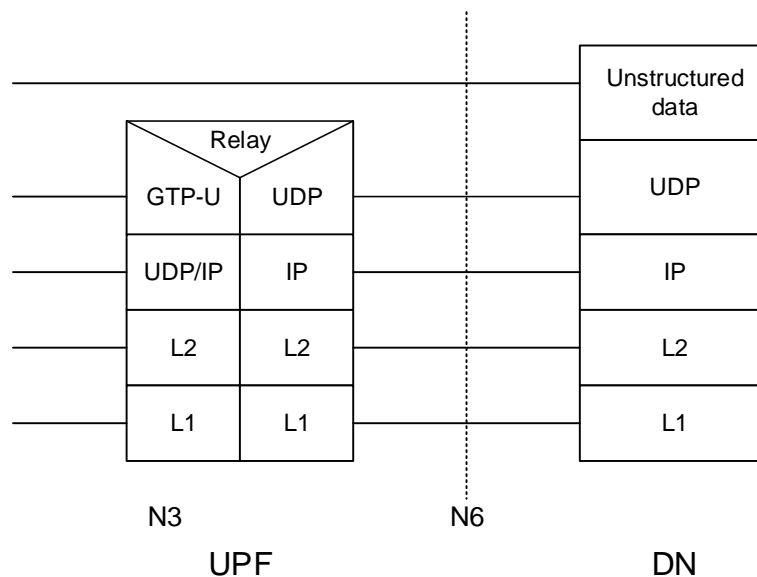 Unstructured
data
Relay
GTP-U UDP UDP
UDP/IP IP IP
L2 L2 L2
L1 L1 L1
N3 N6
UPF DN